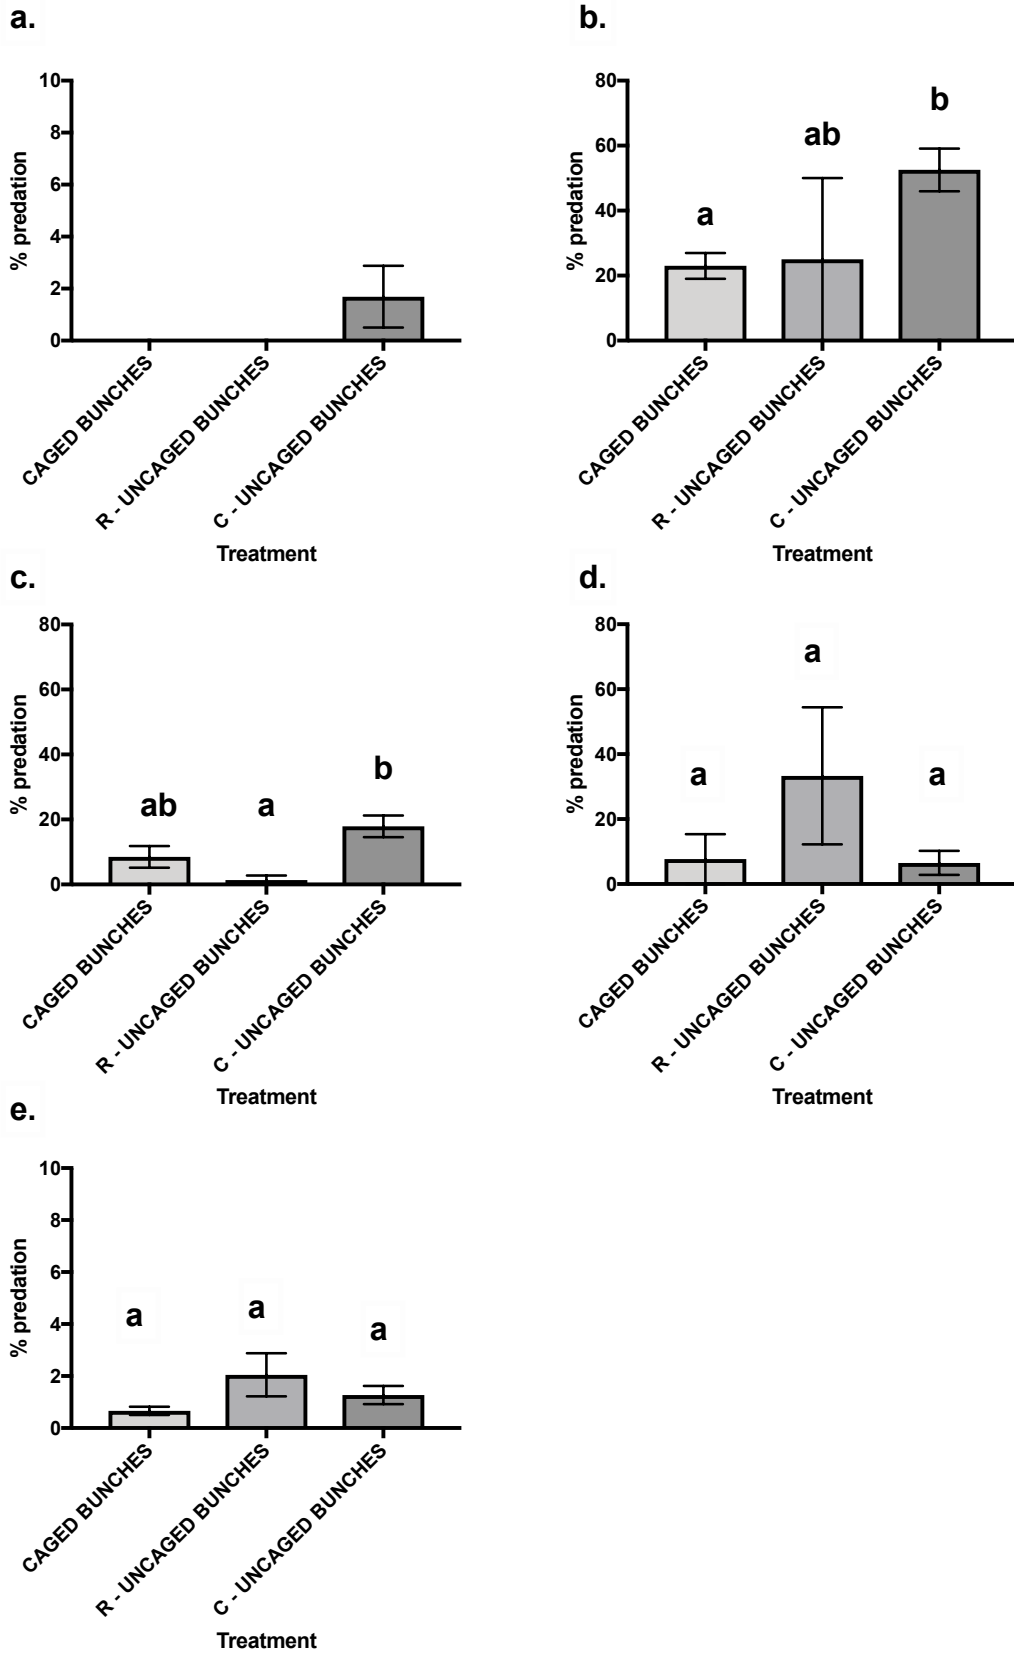 a.
10
8
6
4
2
0
% predation
CAGED BUNCHES
R - UNCAGED BUNCHES
C - UNCAGED BUNCHES
Treatment
b.
80
60
40
20
0
% predation
a
ab
b
CAGED BUNCHES
R - UNCAGED BUNCHES
C - UNCAGED BUNCHES
Treatment
c.
80
60
40
20
0
% predation
ab
a
b
CAGED BUNCHES
R - UNCAGED BUNCHES
C - UNCAGED BUNCHES
Treatment
d.
80
60
40
20
0
% predation
a
a
a
CAGED BUNCHES
R - UNCAGED BUNCHES
C - UNCAGED BUNCHES
Treatment
e.
10
8
6
4
2
0
% predation
a
a
a
CAGED BUNCHES
R - UNCAGED BUNCHES
C - UNCAGED BUNCHES
Treatment